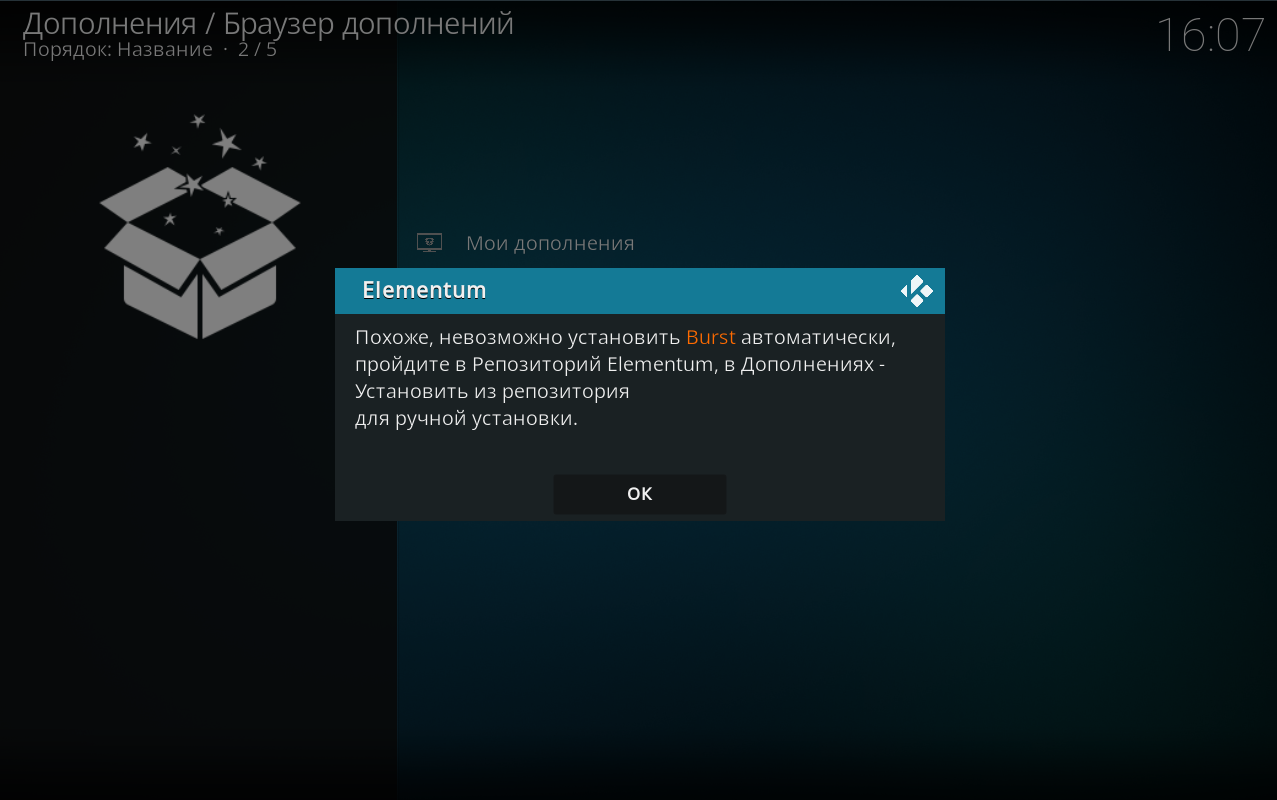 Дополнения / Браузер дополнений
Порядок: Название · 2 / 5
16:07
Мои дополнения
Elementum
Похоже, невозможно установить Burst автоматически,
пройдите в Репозиторий Elementum, в Дополнениях -
Установить из репозитория
для ручной установки.
ОК